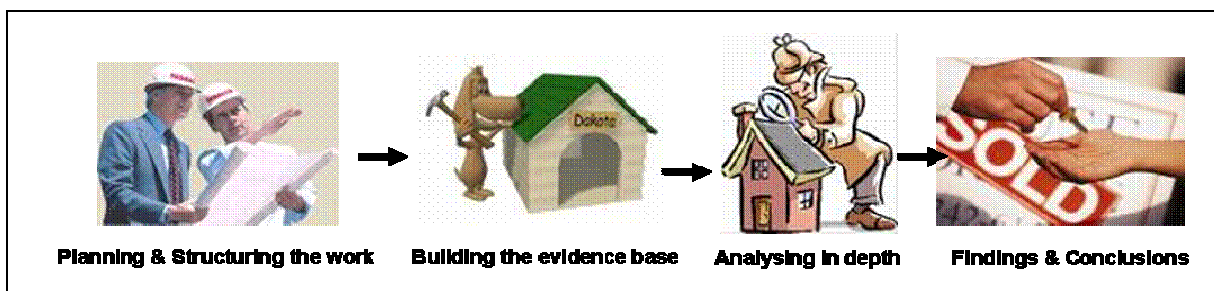 Dakota
SOLD
Planning & Structuring the work
Building the evidence base
Analysing in depth
Findings & Conclusions